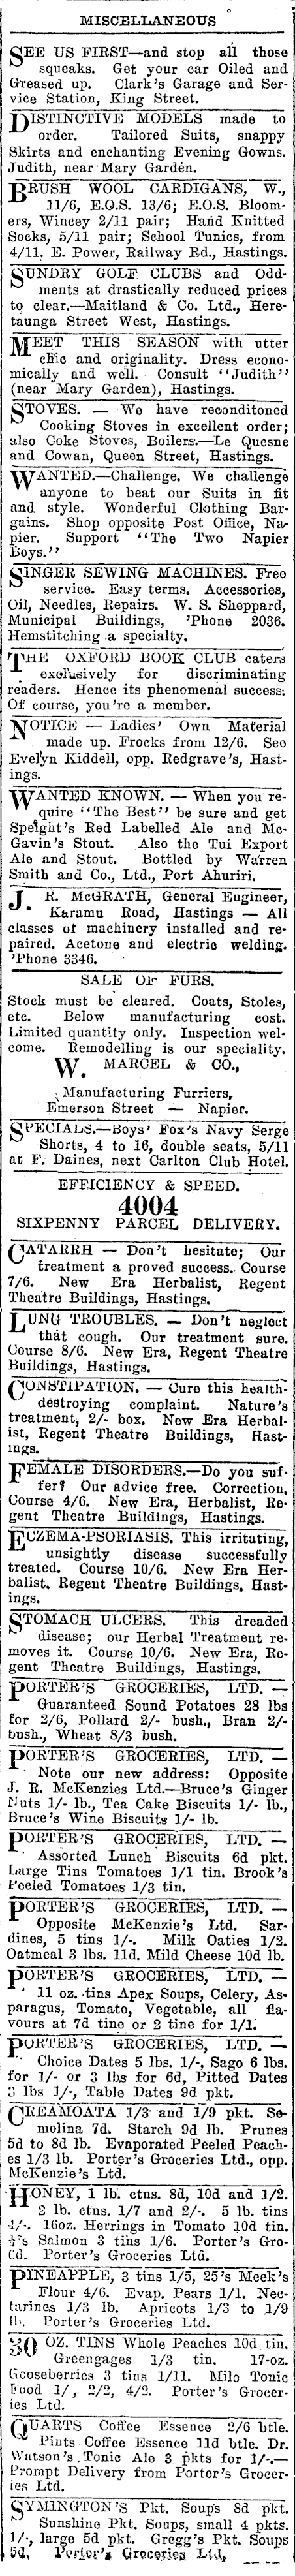 MISCELLANEOUS
SEE US FIRST—and stop all those
squeaks. Get your car Oiled and
Greased up. Clark's Garage and Ser-
vice Station, King Street.
DISTINCTIVE MODELS made to
order. Tailored Suits, snappy
Skirts and enchanting Evening Gowns.
Judith, near Mary Garden.
BRUSH WOOL CARDIGANS, W.,
11/6, E.O.S. 13/6; E.O.S. Bloom-
ers, Wincey 2/11 pair; Hand Knitted
Socks, 5/11 pair; School Tunics, from
4/11. E. Power, Railway Rd., Hastings.
SUNDRY GOLF CLUBS and Odd-
ments at drastically reduced prices
to clear.—Maitland & Co. Ltd., Here-
taunga Street West, Hastings.
MEET THIS SEASON with utter
chic and originality. Dress econo-
mically and well. Consult "Judith"
(near Mary Garden), Hastings.
STOVES. — We have reconditoned
Cooking Stoves in excellent order;
also Coke Stoves, Boilers.—Le Quesne
and Cowan, Queen Street, Hastings.
WANTED.—Challenge. We challenge
anyone to beat our Suits in fit
and style. Wonderful Clothing Bar-
gains. Shop opposite Post Office, Na-
pier. Support "The Two Napier
Boys."
SINGER SEWING MACHINES. Free
service. Easy terms. Accessories,
Oil, Needles, Repairs. W. S. Sheppard,
Municipal Buildings, 'Phone 2036.
Hemstitching a specialty.
THE OXFORD BOOK CLUB caters
exclusively for discriminating
readers. Hence its phenomenal success.
Of course, you're a member.
NOTICE — Ladies' Own Material
made up. Frocks from 12/6. See
Evelyn Kiddell, opp. Redgrave's, Hast-
ings.
WANTED KNOWN. — When you re-
quire "The Best" be sure and get
Speight's Red Labelled Ale and Mc-
Gavin's Stout. Also the Tui Export
Ale and Stout. Bottled by Warren
Smith and Co., Ltd., Port Ahuriri.
J. R. McGRATH, General Engineer,
Karamu Road, Hastings — All
classes of machinery installed and re-
paired. Acetone and electric welding.
'Phone 3346.
SALE OF FURS.
Stock must be cleared. Coats, Stoles,
etc. Below manufacturing cost.
Limited quantity only. Inspection wel-
come. Remodelling is our speciality.
W. MARCEL & CO.,
Manufacturing Furriers,
Emerson Street — Napier.
SPECIALS.—Boys' Fox's Navy Serge
Shorts, 4 to 16, double seats, 5/11
at F. Daines, next Carlton Club Hotel.
EFFICIENCY & SPEED.
4004
SIXPENNY PARCEL DELIVERY.
CATARRH — Don't hesitate; Our
treatment a proved success. Course
7/6. New Era Herbalist, Regent
Theatre Buildings, Hastings.
LUNG TROUBLES. — Don't neglect
that cough. Our treatment sure.
Course 8/6. New Era, Regent Theatre
Buildings, Hastings.
CONSTIPATION. — Cure this health-
destroying complaint. Nature's
treatment, 2/- box. New Era Herbal-
ist, Regent Theatre Buildings, Hast-
ings.
FEMALE DISORDERS.—Do you suf-
fer? Our advice free. Correction,
Course 4/6. New Era, Herbalist, Re-
gent Theatre Buildings, Hastings.
ECZEMA-PSORIASIS. This irritating,
unsightly disease successfully
treated. Course 10/6. New Era Her-
balist, Regent Theatre Buildings, Hast-
ings.
STOMACH ULCERS. This dreaded
disease; our Herbal Treatment re-
moves it. Course 10/6. New Era, Re-
gent Theatre Buildings, Hastings.
PORTER'S GROCERIES, LTD. —
Guaranteed Sound Potatoes 28 lbs
for 2/6, Pollard 2/- bush., Bran 2/-
bush., Wheat 8/3 bush.
PORTER'S GROCERIES, LTD. —
Note our new address: Opposite
J. R. McKenzies Ltd.—Bruce's Ginger
Nuts 1/- lb., Tea Cake Biscuits 1/- lb.,
Bruce's Wine Biscuits 1/- lb.
PORTER'S GROCERIES, LTD. —
Assorted Lunch Biscuits 6d pkt.
Large Tins Tomatoes 1/1 tin. Brook's
Peeled Tomatoes 1/3 tin.
PORTER'S GROCERIES, LTD. —
Opposite McKenzie's Ltd. Sar-
dines, 5 tins 1/-. Milk Oaties 1/2.
Oatmeal 3 lbs. 11d. Mild Cheese 10d lb.
PORTER'S GROCERIES, LTD. —
11 oz. tins Apex Soups, Celery, As-
paragus, Tomato, Vegetable, all fla-
vours at 7d tine or 2 tine for 1/1.
PORTER'S GROCERIES, LTD. —
Choice Dates 5 lbs. 1/-, Sago 6 lbs.
for 1/- or 3 lbs for 6d, Pitted Dates
3 lbs 1/-, Table Dates 9d pkt.
CREAMOATA 1/3 and 1/9 pkt. Se-
molina 7d. Starch 9d lb. Prunes
5d to 8d lb. Evaporated Peeled Peach-
es 1/3 lb. Porter's Groceries Ltd., opp.
McKenzie's Ltd.
HONEY, 1 lb. ctns. 8d, 10d and 1/2.
2 lb. ctns. 1/7 and 2/-. 5 lb. tins
4/-. 16oz. Herrings in Tomato 10d tin.
½'s Salmon 3 tins 1/6. Porter's Gro-
Cd. Porter's Groceries Ltd.
PINEAPPLE, 3 tins 1/5, 25's Meek's
Flour 4/6. Evap. Pears 1/1. Nec-
tarines 1/3 lb. Apricots 1/3 to 1/9
lb. Porter's Groceries Ltd.
30 OZ. TINS Whole Peaches 10d tin.
Greengages 1/3 tin. 17-oz.
Gooseberries 3 tins 1/11. Milo Tonic
Food 1/, 2/2, 4/2. Porter's Grocer-
ies Ltd.
QUARTS Coffee Essence 2/6 btle.
Pints Coffee Essence 11d btle. Dr.
Watson's Tonic Ale 3 pkts for 1/-.—
Prompt Delivery from Porter's Grocer-
ies Ltd.
SYMINGTON'S Pkt. Soups 8d pkt.
Sunshine Pkt. Soups, small 4 pkts.
1/-, large 5d pkt. Gregg's Pkt. Soups
5d. Porter's Groceries Ltd.